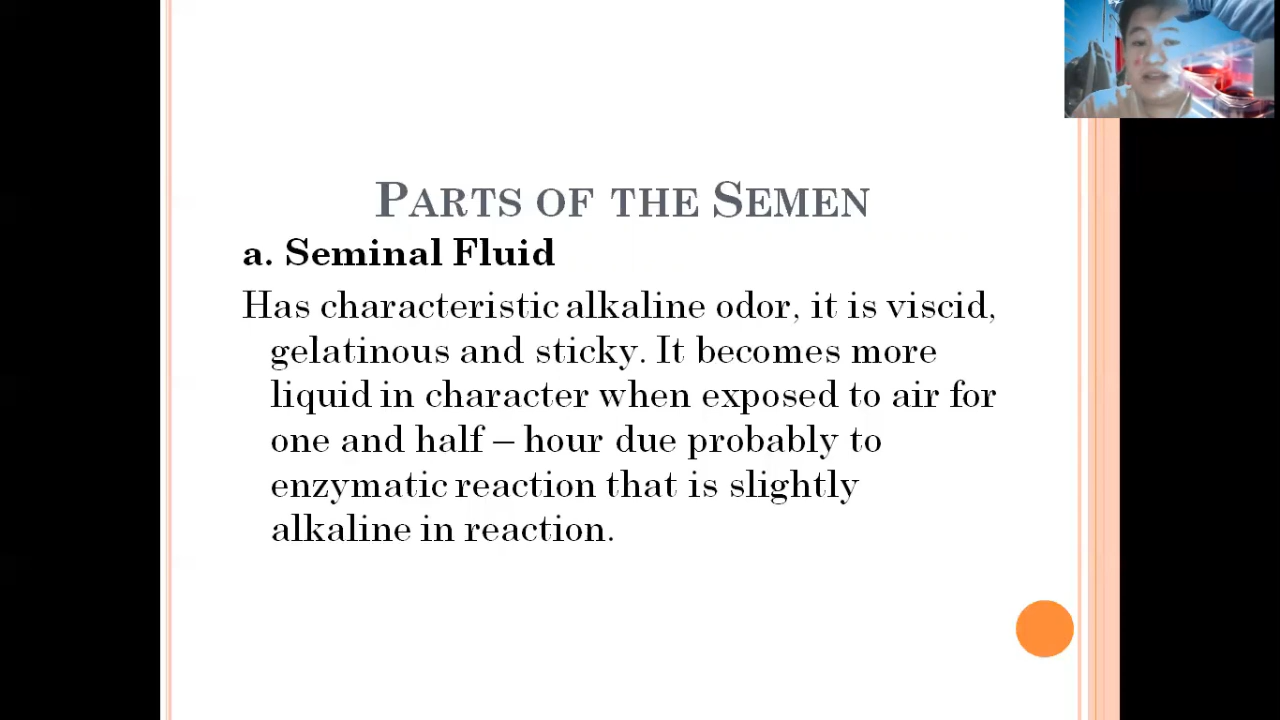 PARTS OF THE SEMEN
a. Seminal Fluid
Has characteristic alkaline odor, it is viscid,
gelatinous and sticky. It becomes more
liquid in character when exposed to air for
one and half – hour due probably to
enzymatic reaction that is slightly
alkaline in reaction.